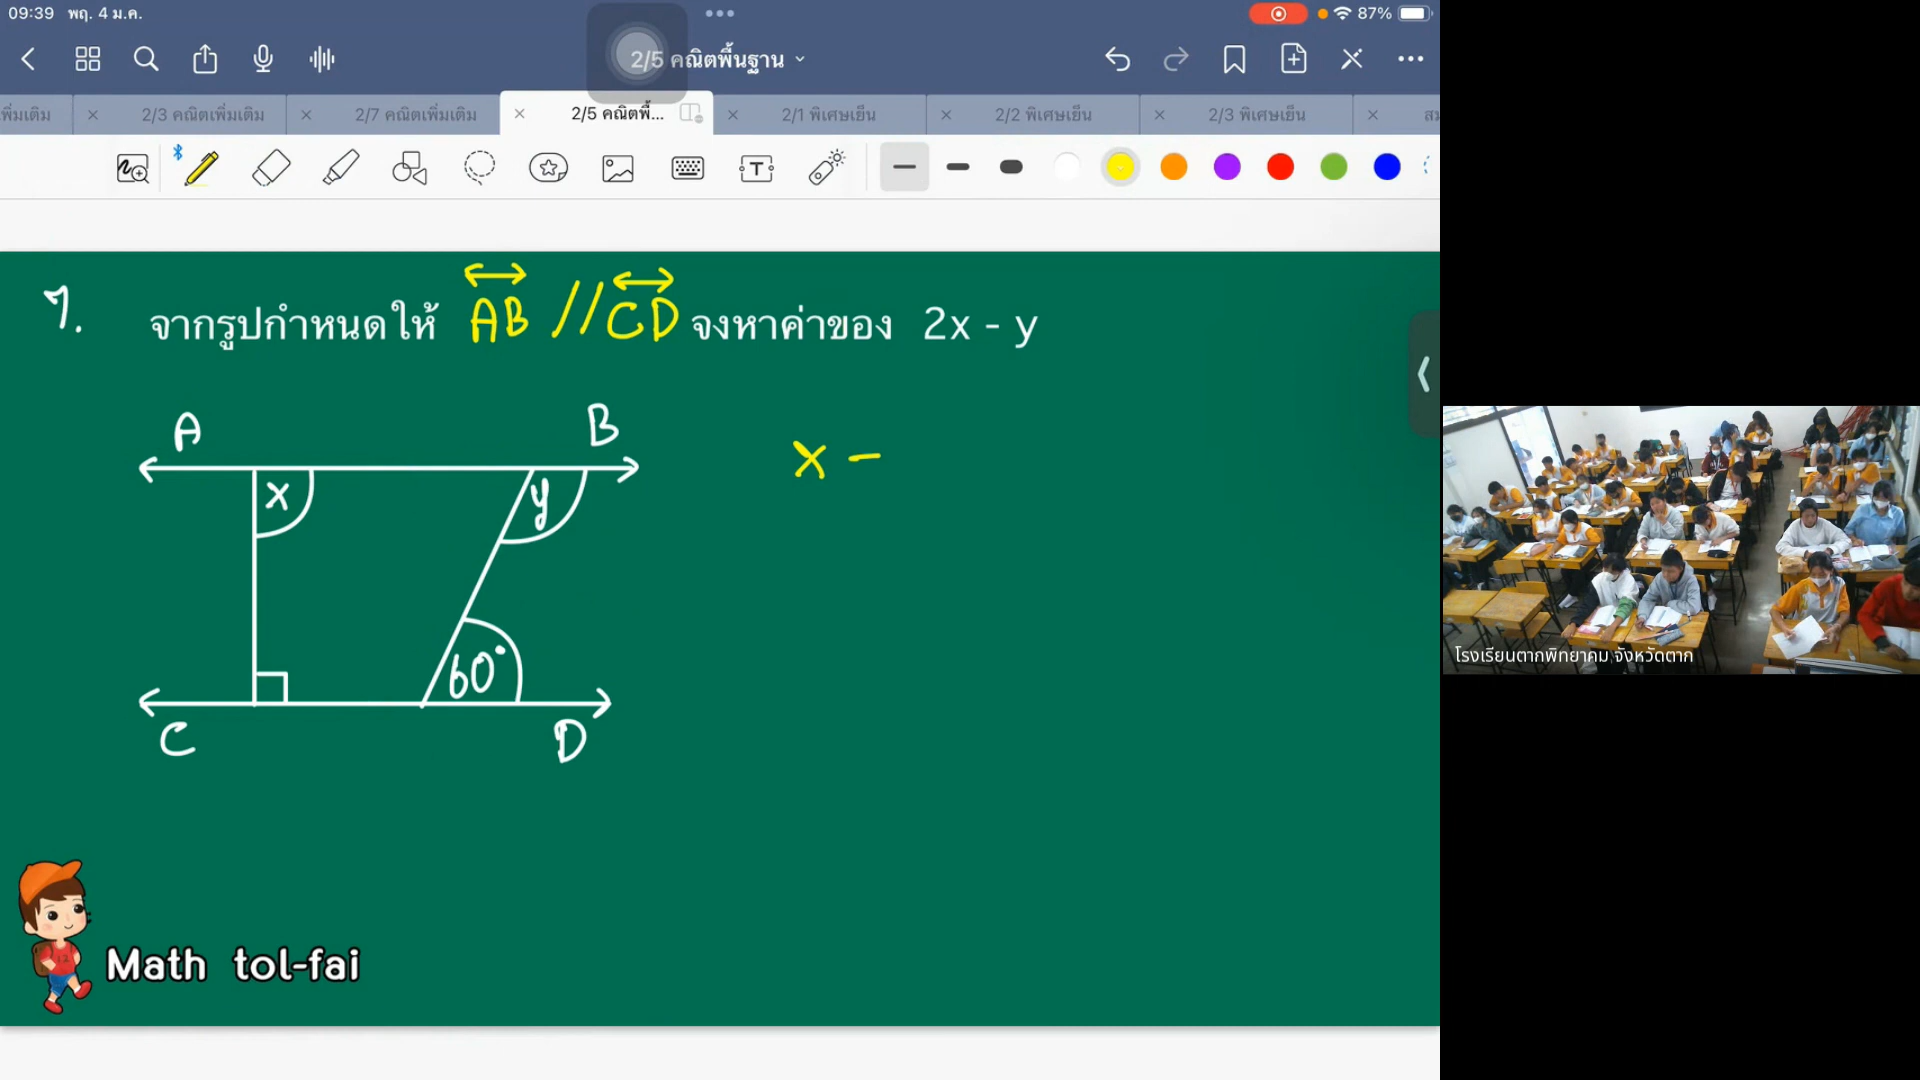 09:39 พฤ. 4 ม.ค.
87%
2/5 คณิตพื้นฐาน
พิ่มเติม
2/3 คณิตเพิ่มเติม
2/7 คณิตเพิ่มเติม
2/5 คณิตพื้...
2/1 พิเศษเย็น
2/2 พิเศษเย็น
2/3 พิเศษเย็น
สม
7. จากรูปกำหนดให้ AB // CD จงหาค่าของ 2x - y
A B
x y
x -
60°
C D
Math tol-fai
โรงเรียนตากพิทยาคม จังหวัดตาก